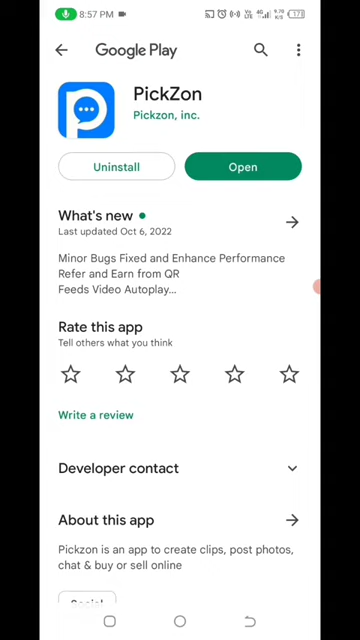 8:57 PM
Google Play
PickZon
Pickzon, inc.
Uninstall
Open
What's new
Last updated Oct 6, 2022
Minor Bugs Fixed and Enhance Performance
Refer and Earn from QR
Feeds Video Autoplay...
Rate this app
Tell others what you think
Write a review
Developer contact
About this app
Pickzon is an app to create clips, post photos,
chat & buy or sell online
Social